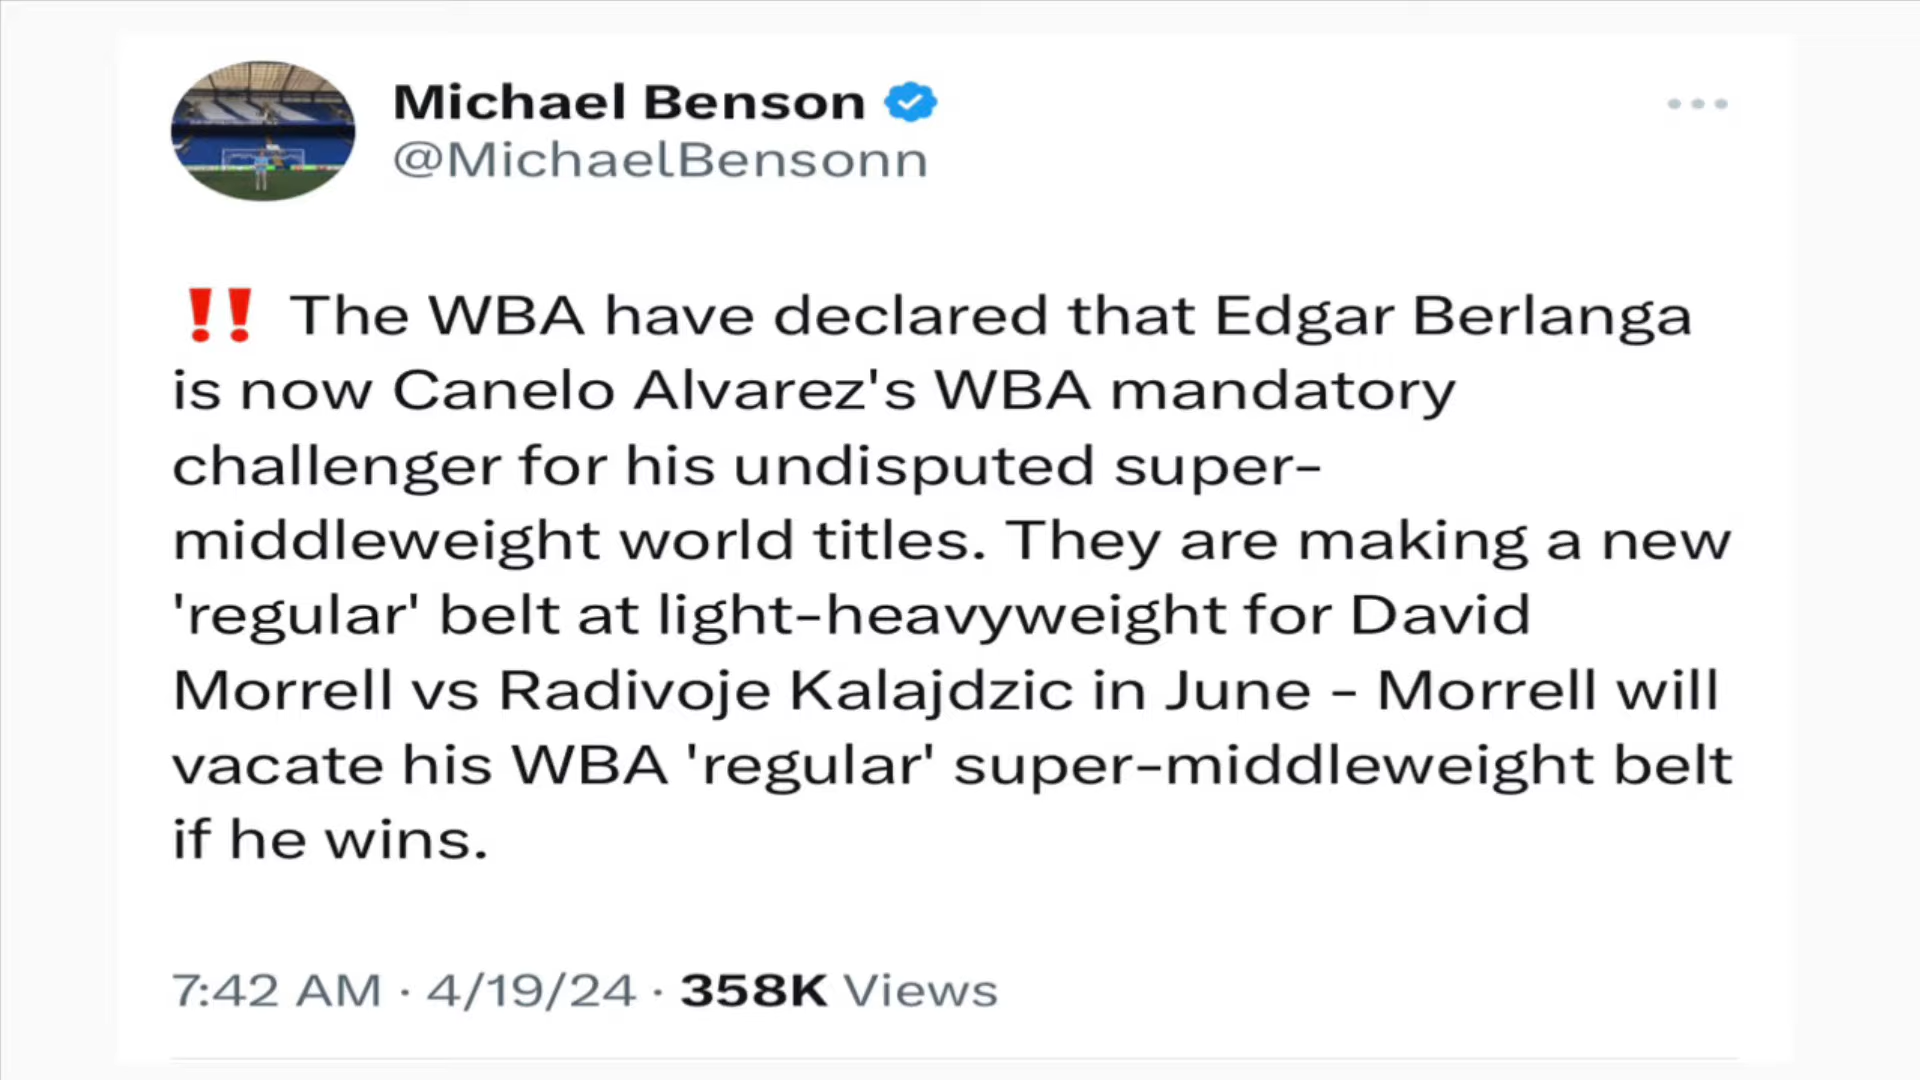 Michael Benson
@MichaelBensonn
‼️ The WBA have declared that Edgar Berlanga
is now Canelo Alvarez's WBA mandatory
challenger for his undisputed super-
middleweight world titles. They are making a new
'regular' belt at light-heavyweight for David
Morrell vs Radivoje Kalajdzic in June - Morrell will
vacate his WBA 'regular' super-middleweight belt
if he wins.
7:42 AM · 4/19/24 · 358K Views